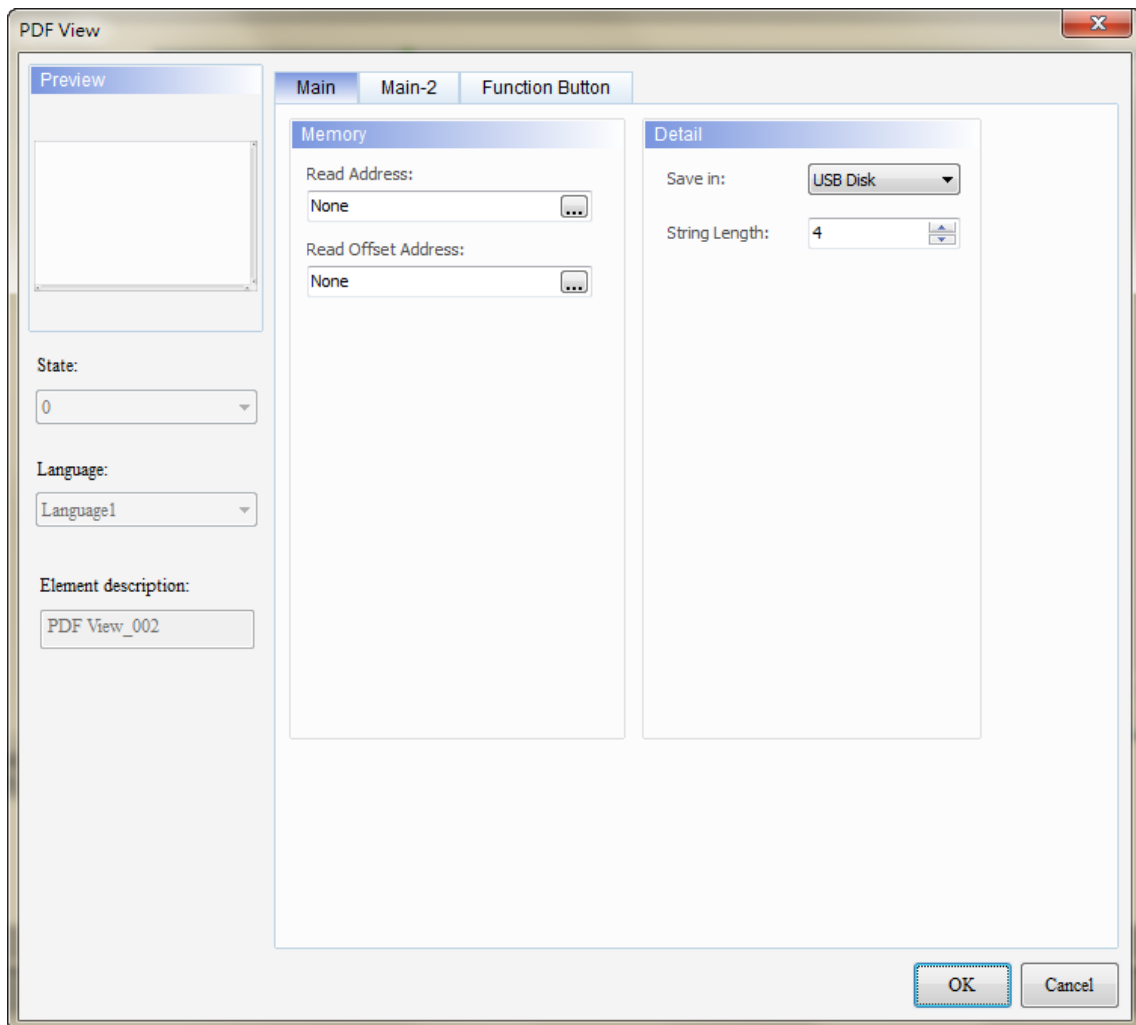 PDF View
Preview
State:
0
Language:
Language1
Element description:
PDF View_002
Main
Main-2
Function Button
Memory
Read Address:
None
...
Read Offset Address:
None
...
Detail
Save in:
USB Disk
String Length:
4
OK
Cancel